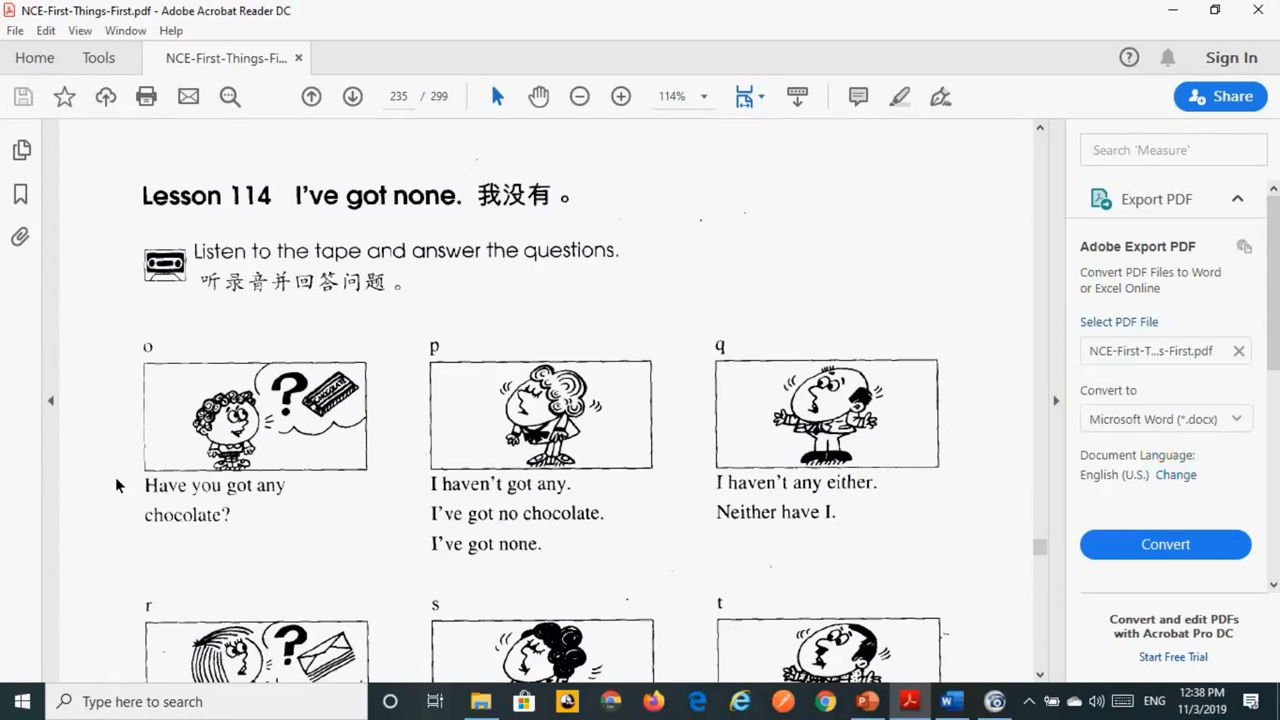 NCE-First-Things-First.pdf - Adobe Acrobat Reader DC
File Edit View Window Help
Home Tools NCE-First-Things-Fi... ×
235 / 299 114% Share
Sign In
Lesson 114 I've got none. 我没有。
Listen to the tape and answer the questions.
听录音并回答问题。
o p q
Have you got any
chocolate?
I haven't got any.
I've got no chocolate.
I've got none.
I haven't any either.
Neither have I.
r s t
Search 'Measure'
Export PDF
Adobe Export PDF
Convert PDF Files to Word
or Excel Online
Select PDF File
NCE-First-T...s-First.pdf
Convert to
Microsoft Word (*.docx)
Document Language:
English (U.S.) Change
Convert
Convert and edit PDFs
with Acrobat Pro DC
Start Free Trial
Type here to search
ENG
12:38 PM
11/3/2019